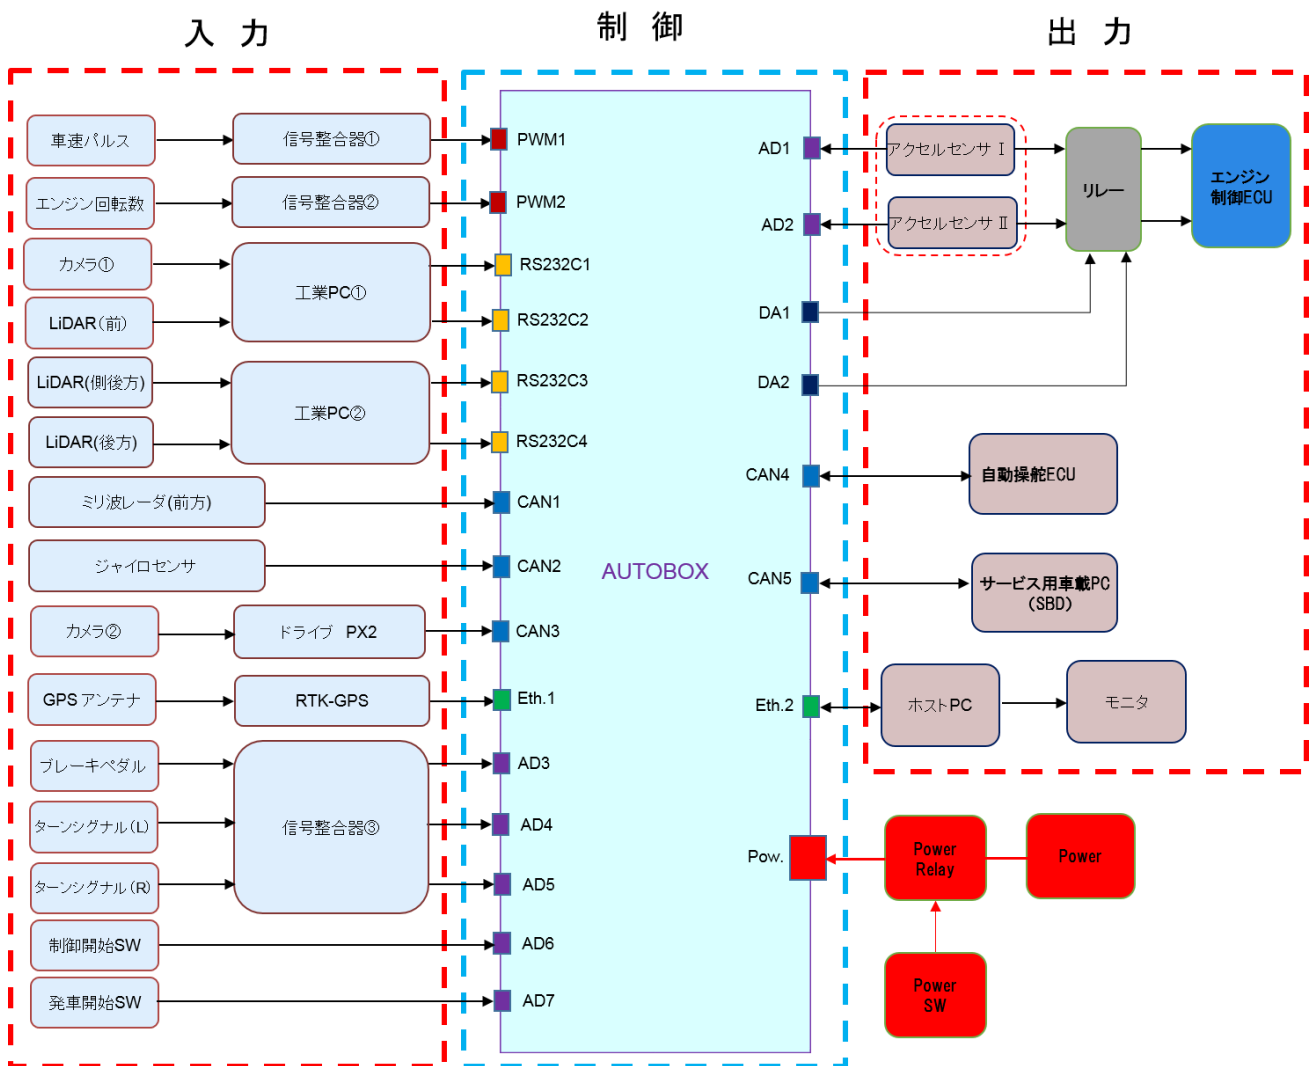 入 力
制 御
出 力
車速パルス
信号整合器①
PWM1
エンジン回転数
信号整合器②
PWM2
カメラ①
工業PC①
RS232C1
LiDAR(前)
RS232C2
LiDAR(側後方)
工業PC②
RS232C3
LiDAR(後方)
RS232C4
ミリ波レーダ(前方)
CAN1
ジャイロセンサ
CAN2
カメラ②
ドライブ PX2
CAN3
GPSアンテナ
RTK-GPS
Eth.1
ブレーキペダル
信号整合器③
AD3
ターンシグナル(L)
AD4
ターンシグナル(R)
AD5
制御開始SW
AD6
発車開始SW
AD7
AUTOBOX
AD1
アクセルセンサ I
リレー
エンジン
制御ECU
AD2
アクセルセンサ II
DA1
DA2
CAN4
自動操舵ECU
CAN5
サービス用車載PC
(SBD)
Eth.2
ホストPC
モニタ
Pow.
Power
Relay
Power
Power
SW